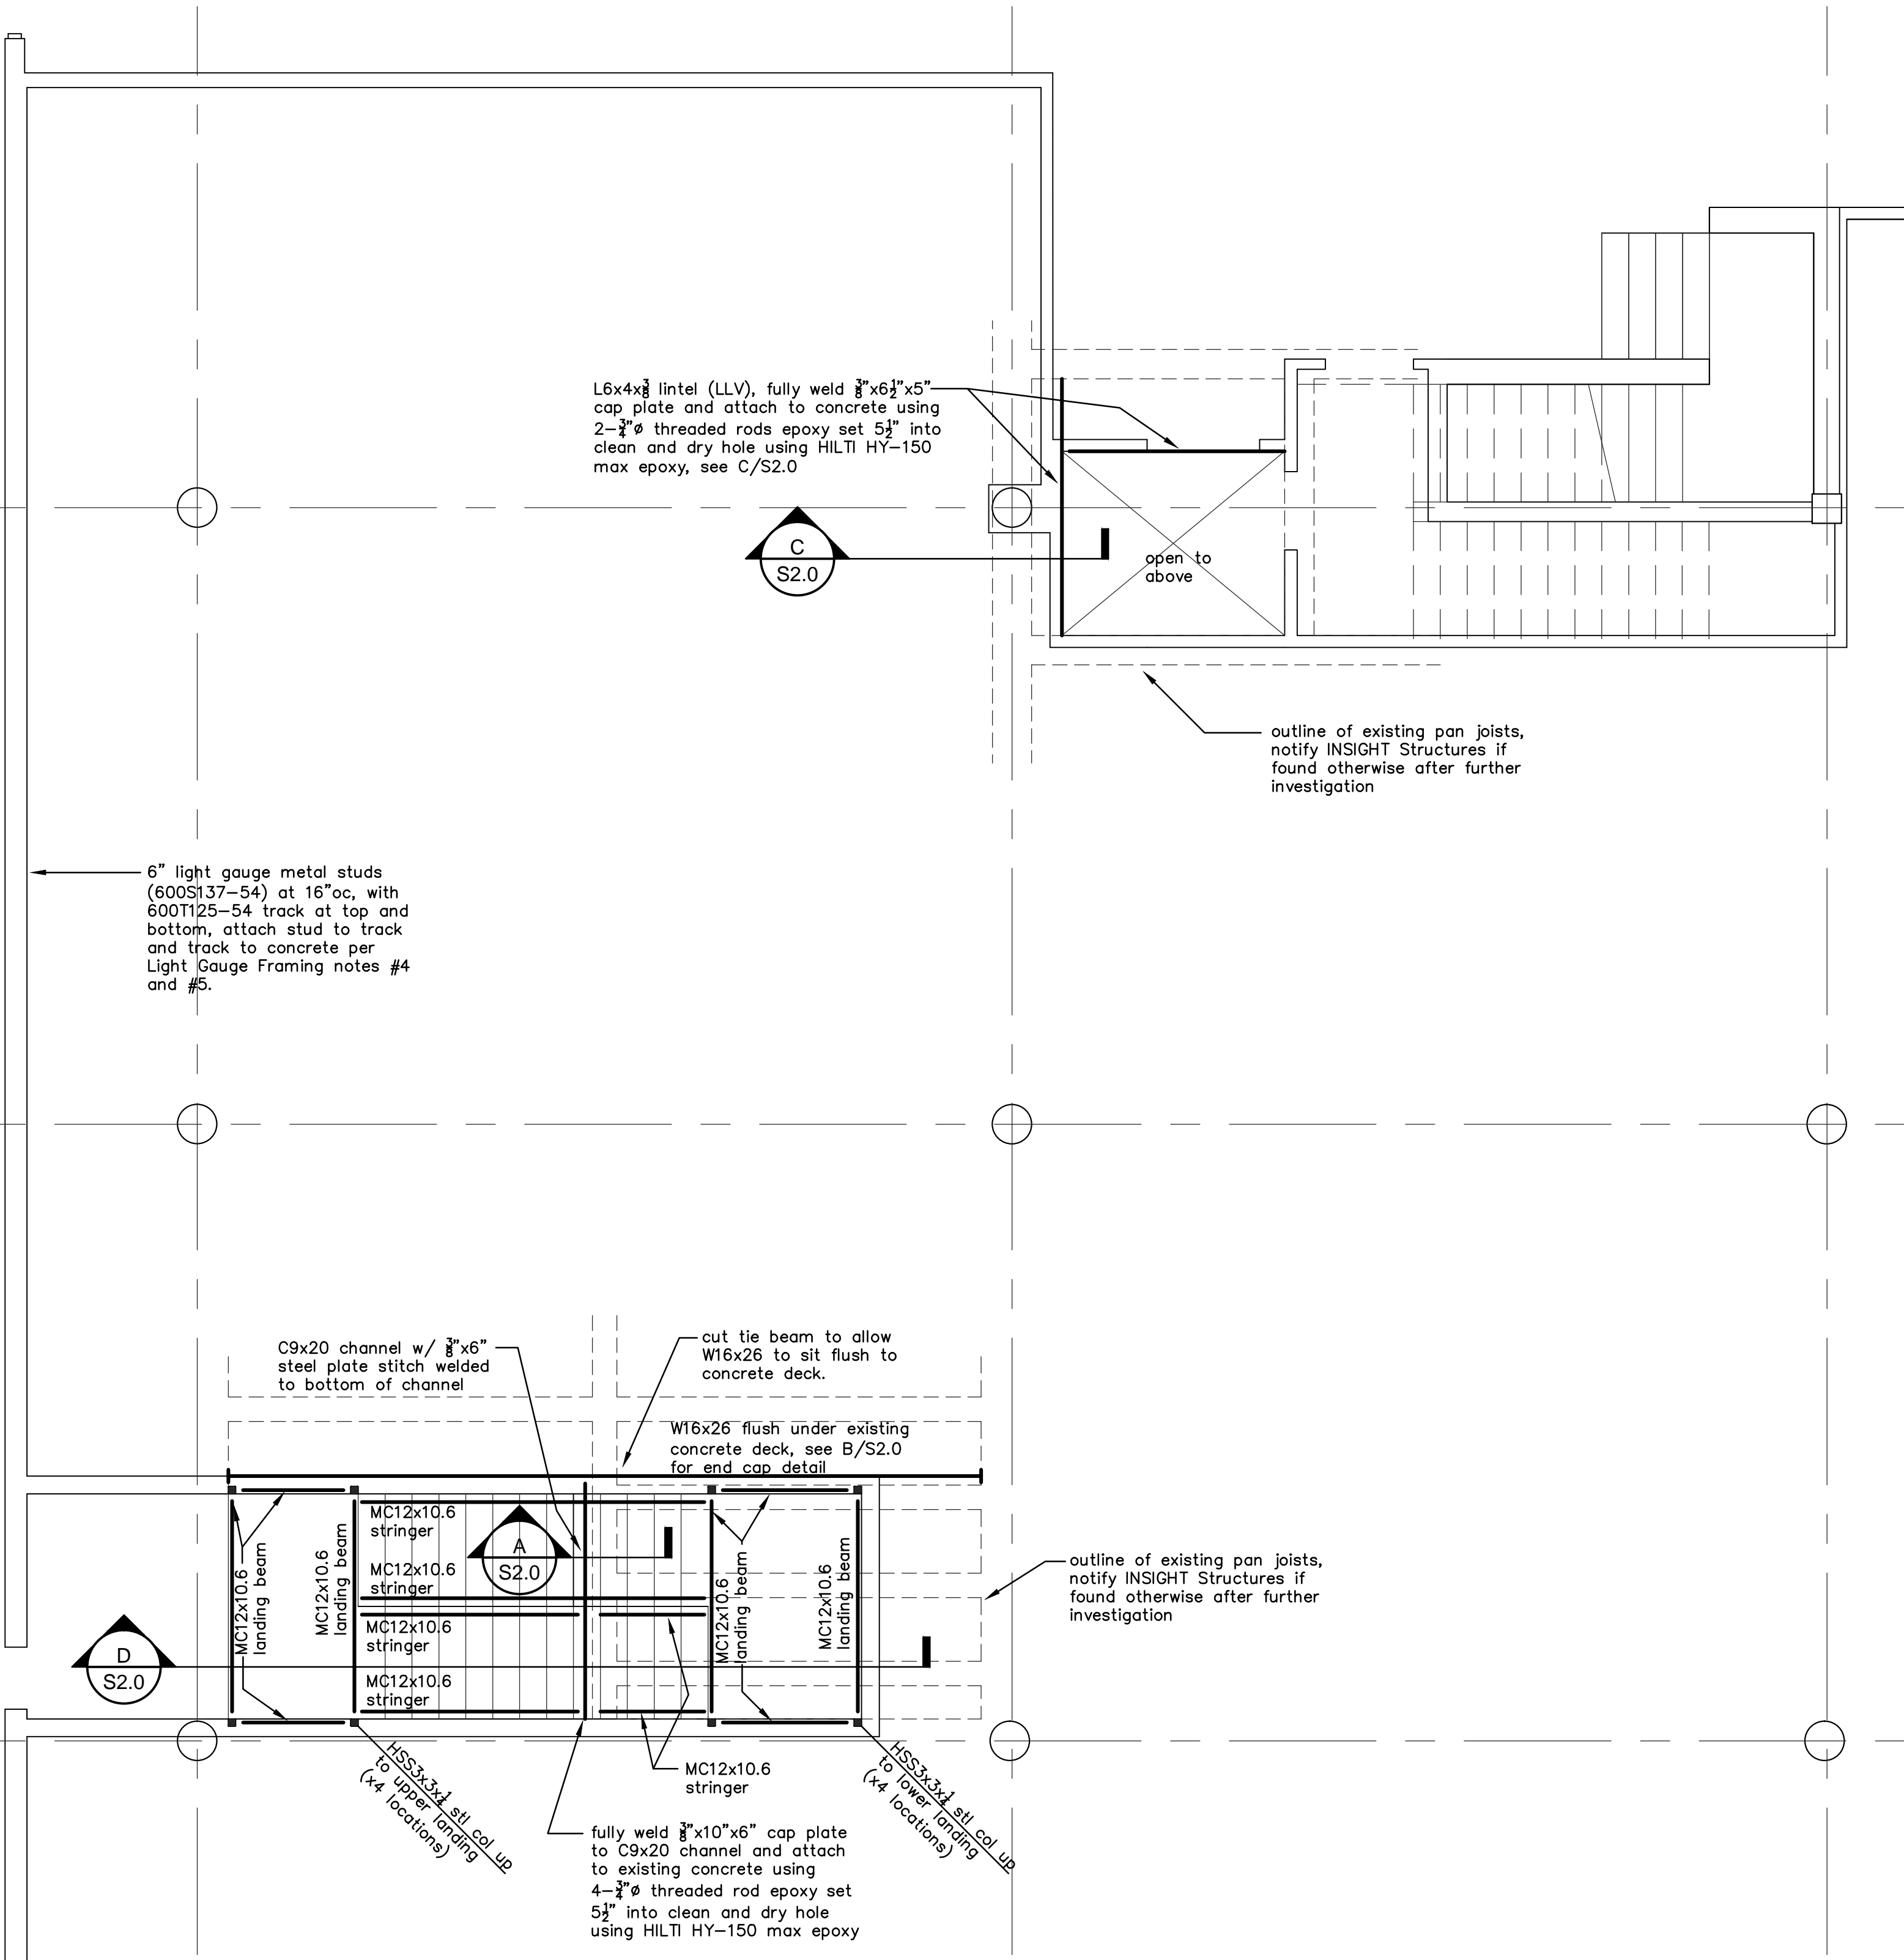 L6x4x3/8 lintel (LLV), fully weld 3/8"x6 1/2"x5"
cap plate and attach to concrete using
2-3/4"ø threaded rods epoxy set 5 1/2" into
clean and dry hole using HILTI HY-150
max epoxy, see C/S2.0
C
S2.0
open to
above
outline of existing pan joists,
notify INSIGHT Structures if
found otherwise after further
investigation
6" light gauge metal studs
(600S137-54) at 16"oc, with
600T125-54 track at top and
bottom, attach stud to track
and track to concrete per
Light Gauge Framing notes #4
and #5.
C9x20 channel w/ 3/8"x6"
steel plate stitch welded
to bottom of channel
cut tie beam to allow
W16x26 to sit flush to
concrete deck.
W16x26 flush under existing
concrete deck, see B/S2.0
for end cap detail
MC12x10.6
stringer
A
S2.0
MC12x10.6
stringer
MC12x10.6
stringer
MC12x10.6
stringer
MC12x10.6
landing beam
MC12x10.6
landing beam
MC12x10.6
landing beam
MC12x10.6
landing beam
outline of existing pan joists,
notify INSIGHT Structures if
found otherwise after further
investigation
D
S2.0
HSS3x3x1/4 stl col up
to upper landing
(x4 locations)
MC12x10.6
stringer
HSS3x3x1/4 stl col up
to lower landing
(x4 locations)
fully weld 3/8"x10"x6" cap plate
to C9x20 channel and attach
to existing concrete using
4-3/4"ø threaded rod epoxy set
5 1/2" into clean and dry hole
using HILTI HY-150 max epoxy